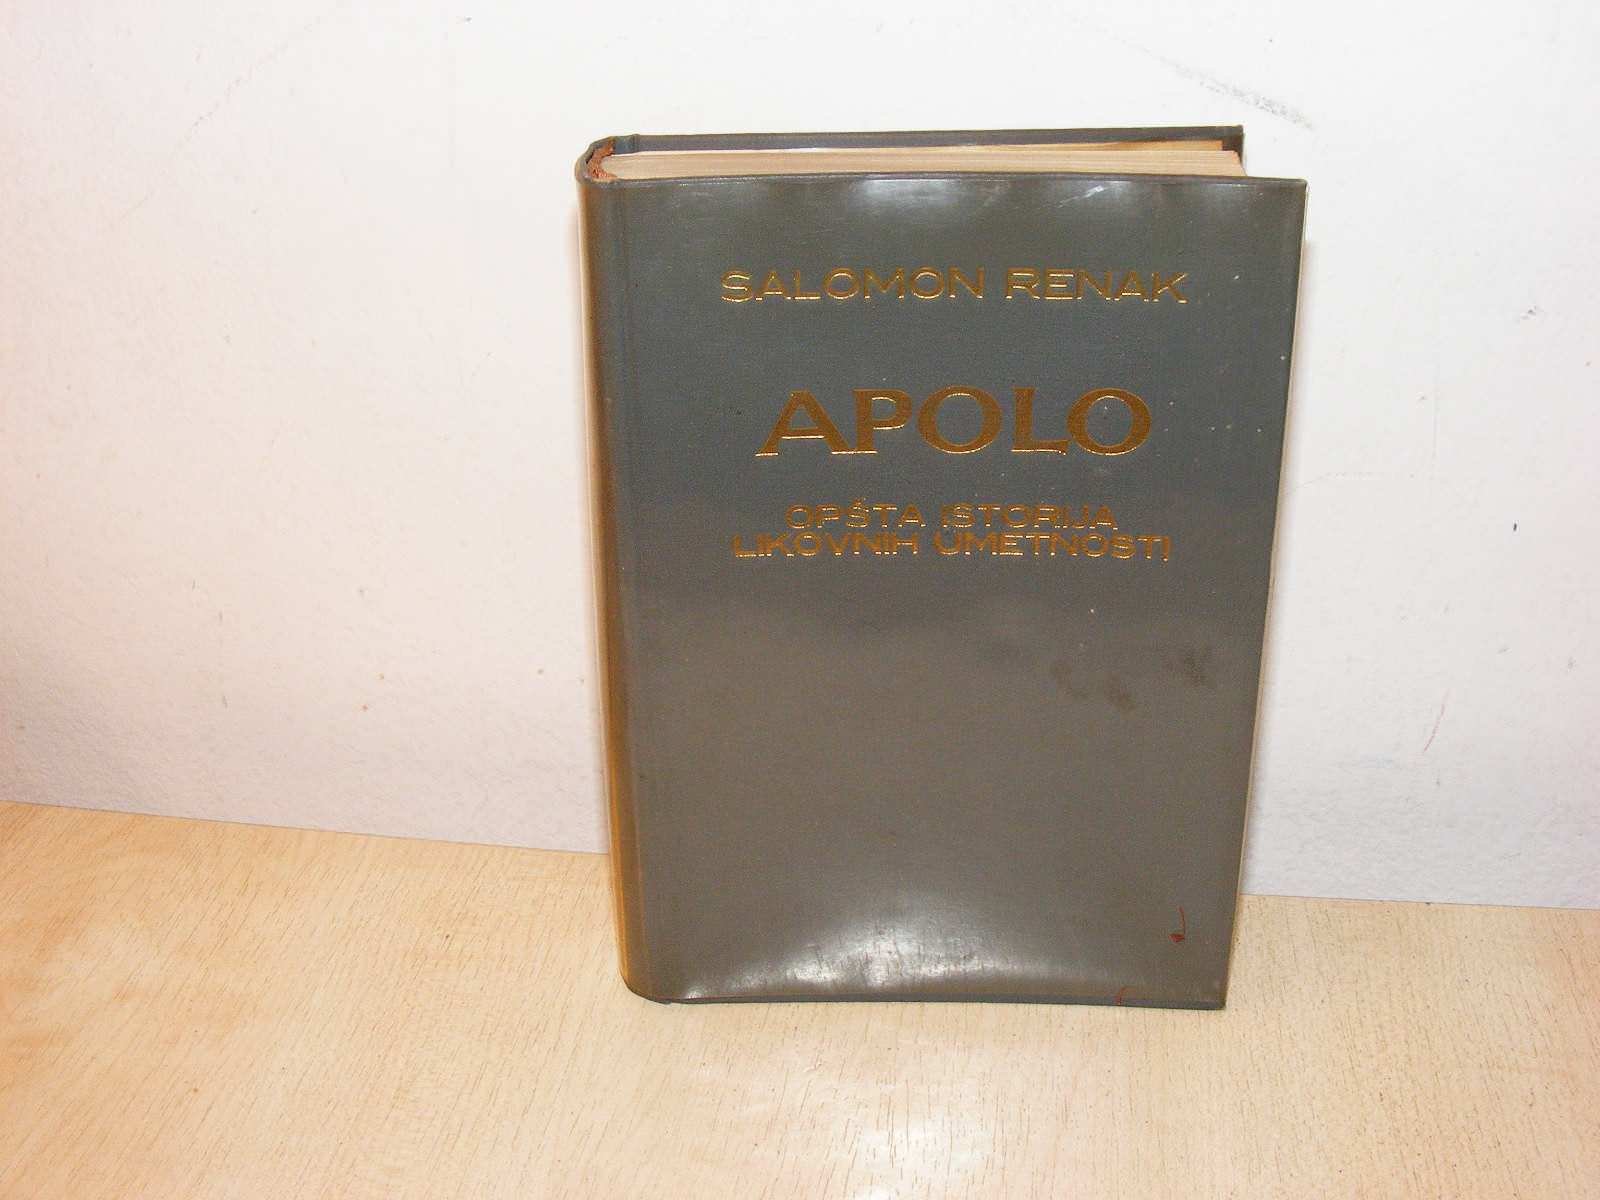 SALOMON RENAK
APOLO
OPŠTA ISTORIJA
LIKOVNIH UMETNOSTI